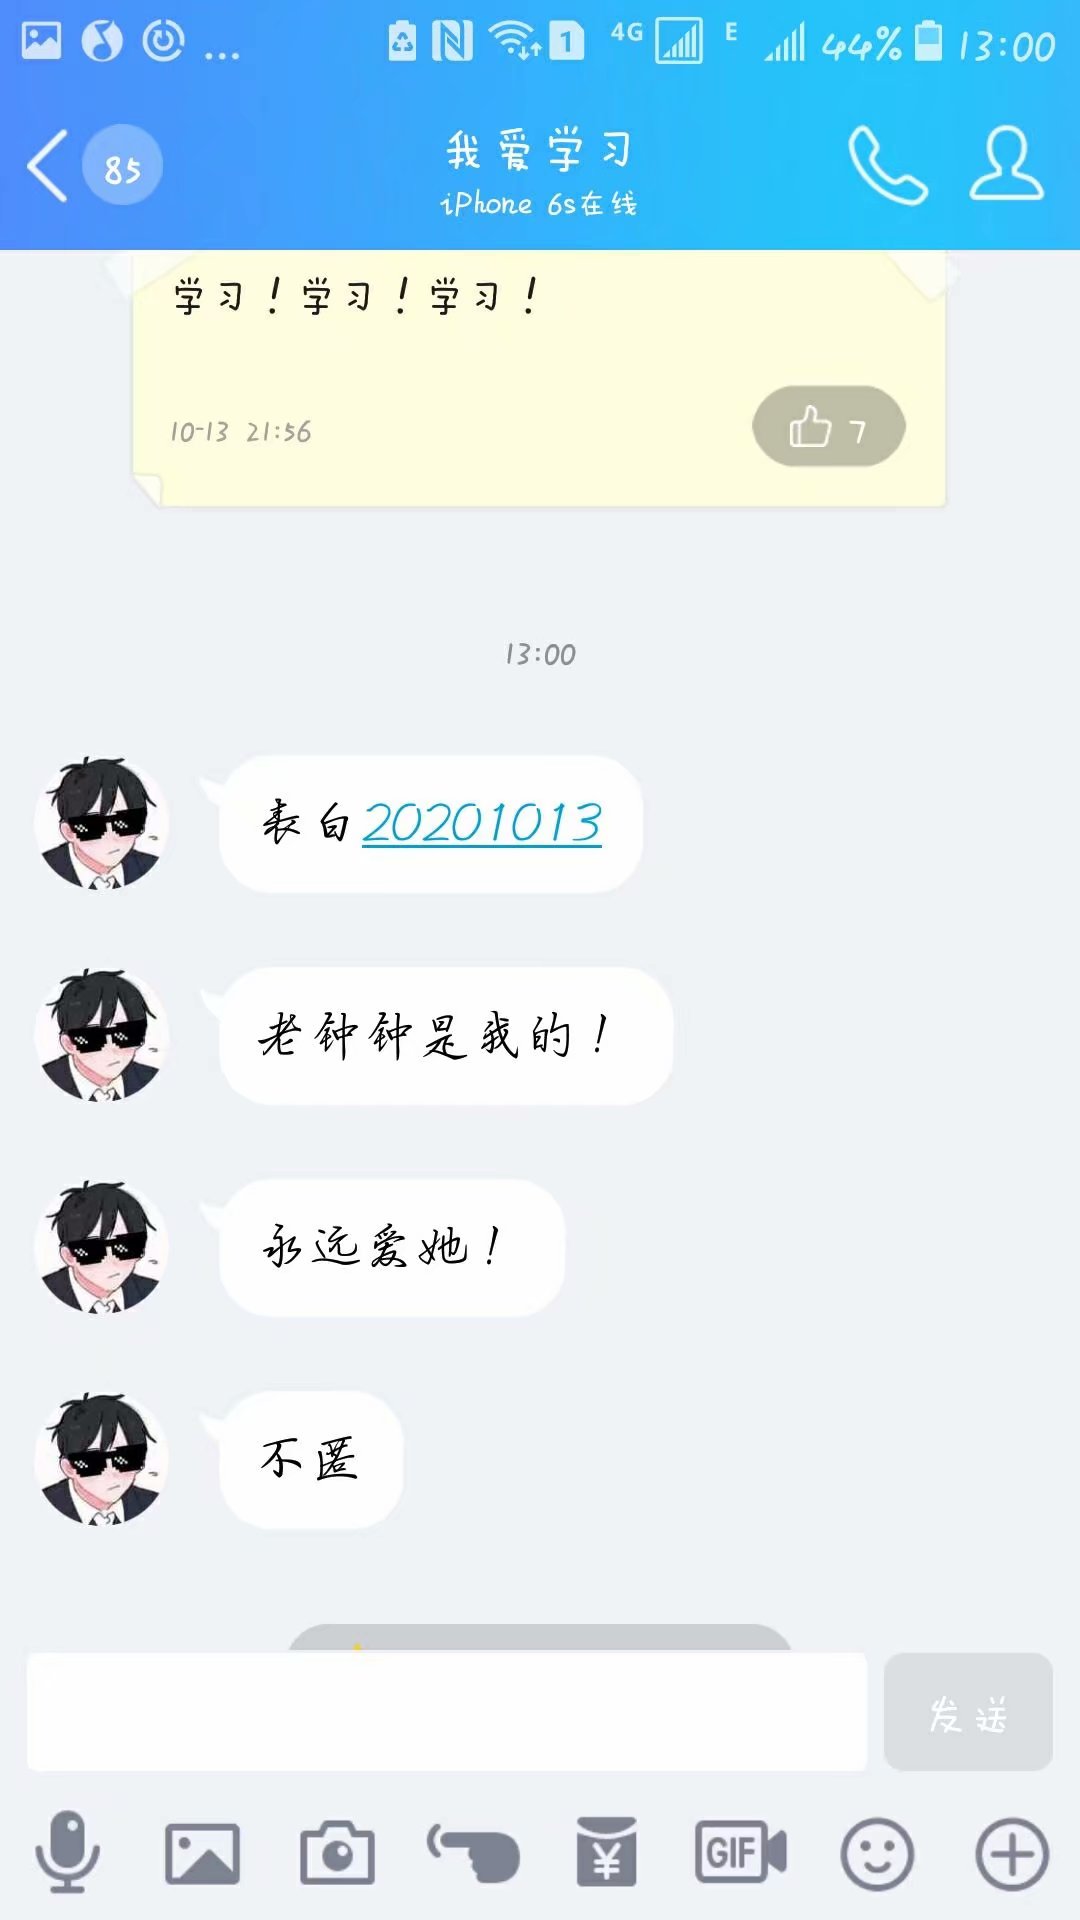 ... 1 4G E 44% 13:00
85
我爱学习
iPhone 6s在线
学习！学习！学习！
10-13 21:56
7
13:00
表白20201013
老钟钟是我的！
永远爱她！
不匿
发送
GIF